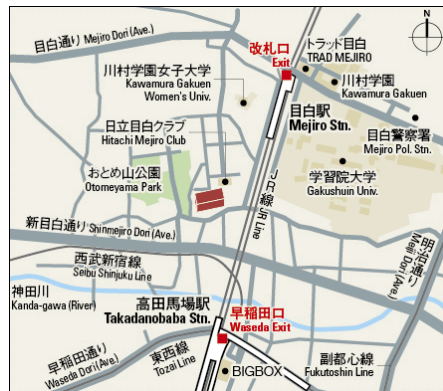 目白通り Mejiro Dori (Ave.)
改札口
Exit
トラッド目白
TRAD MEJIRO
N
川村学園女子大学
Kawamura Gakuen
Women's Univ.
川村学園
Kawamura Gakuen
目白駅
Mejiro Stn.
日立目白クラブ
Hitachi Mejiro Club
目白警察署
Mejiro Pol. Stn.
おとめ山公園
Otomeyama Park
学習院大学
Gakushuin Univ.
JR線 JR Line
新目白通り Shinmejiro Dori (Ave.)
明治通り
Meiji Dori (Ave.)
西武新宿線
Seibu Shinjuku Line
神田川
Kanda-gawa (River)
高田馬場駅
Takadanobaba Stn.
早稲田口
Waseda Exit
早稲田通り
Waseda Dori (Ave.)
東西線
Tozai Line
BIGBOX
副都心線
Fukutoshin Line